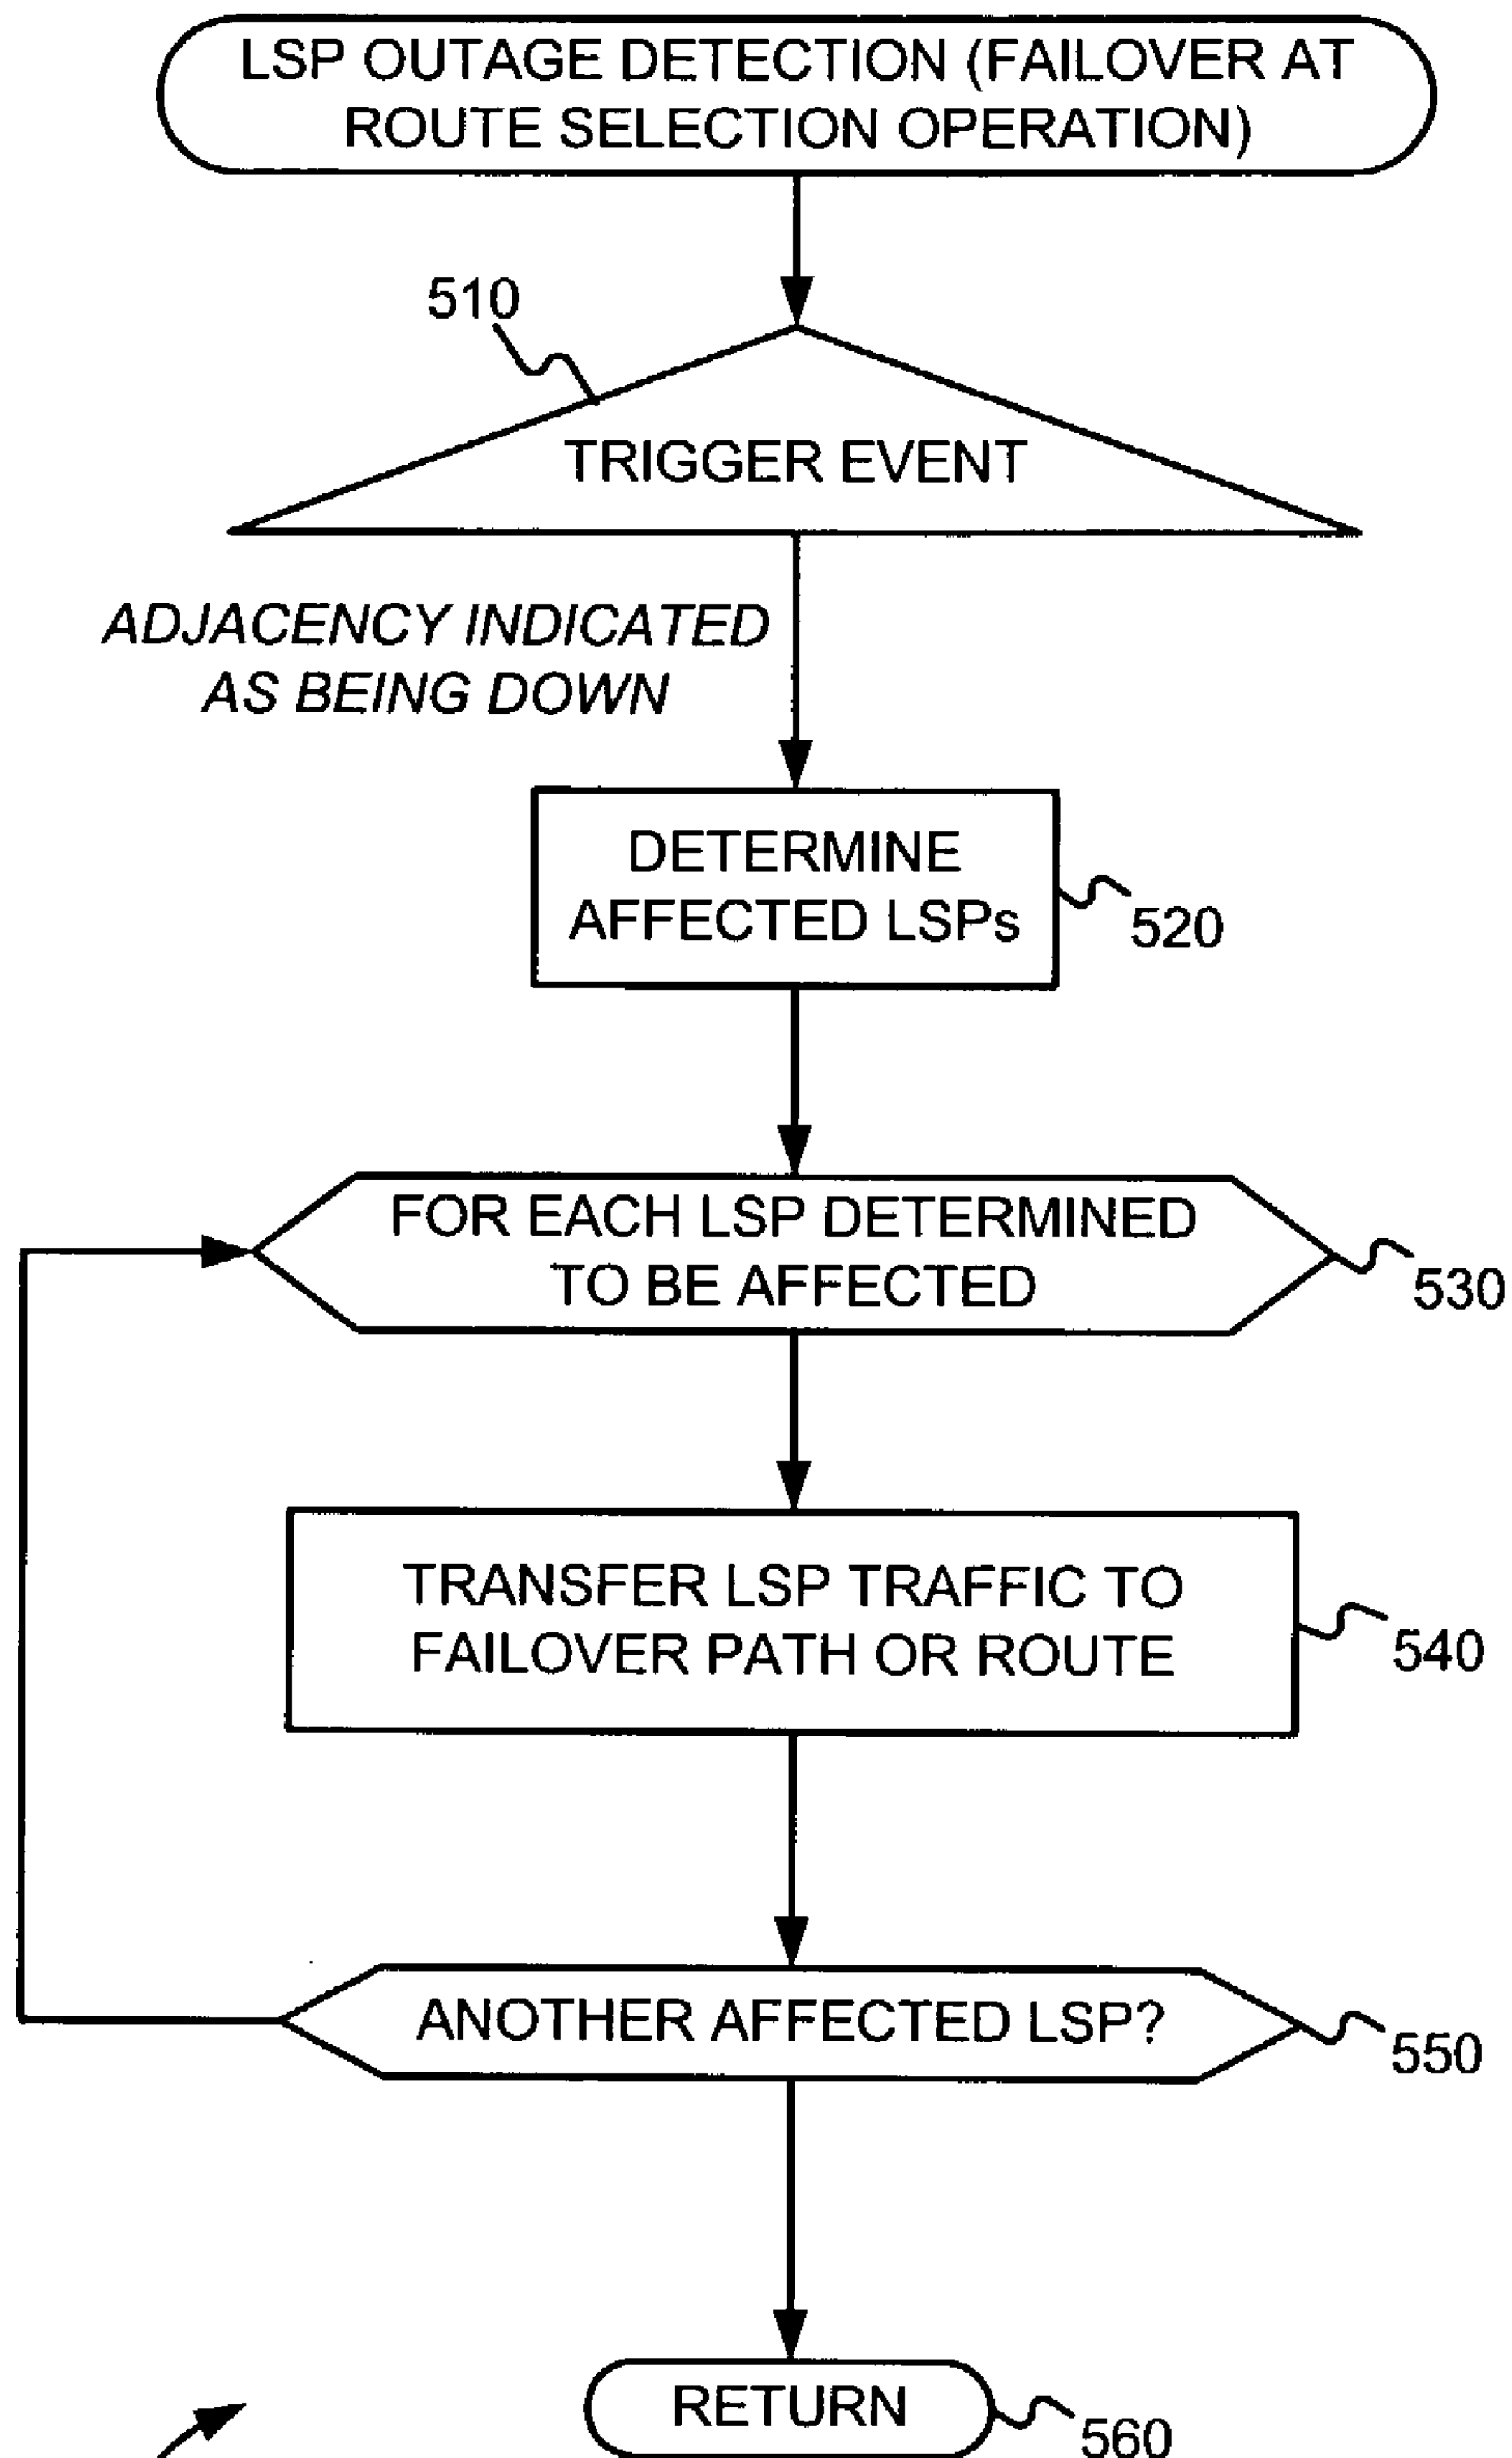 LSP OUTAGE DETECTION (FAILOVER AT
ROUTE SELECTION OPERATION)
510
TRIGGER EVENT
ADJACENCY INDICATED
AS BEING DOWN
DETERMINE
AFFECTED LSPs
520
FOR EACH LSP DETERMINED
TO BE AFFECTED
530
TRANSFER LSP TRAFFIC TO
FAILOVER PATH OR ROUTE
540
ANOTHER AFFECTED LSP?
550
RETURN
560